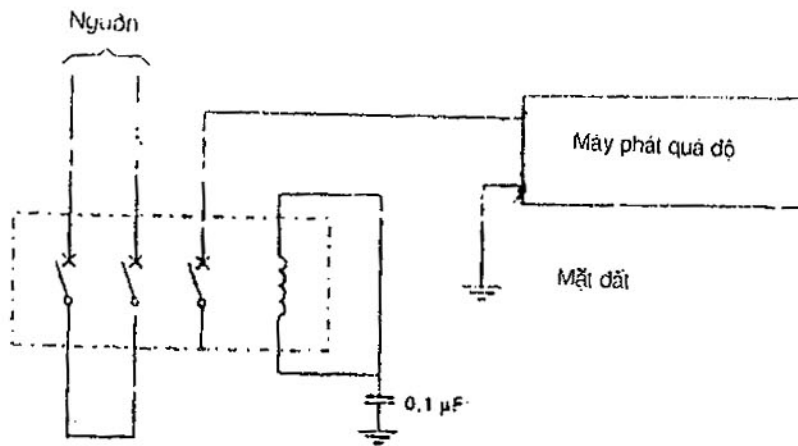 Nguồn
Máy phát quá độ
Mặt đất
0,1 µF